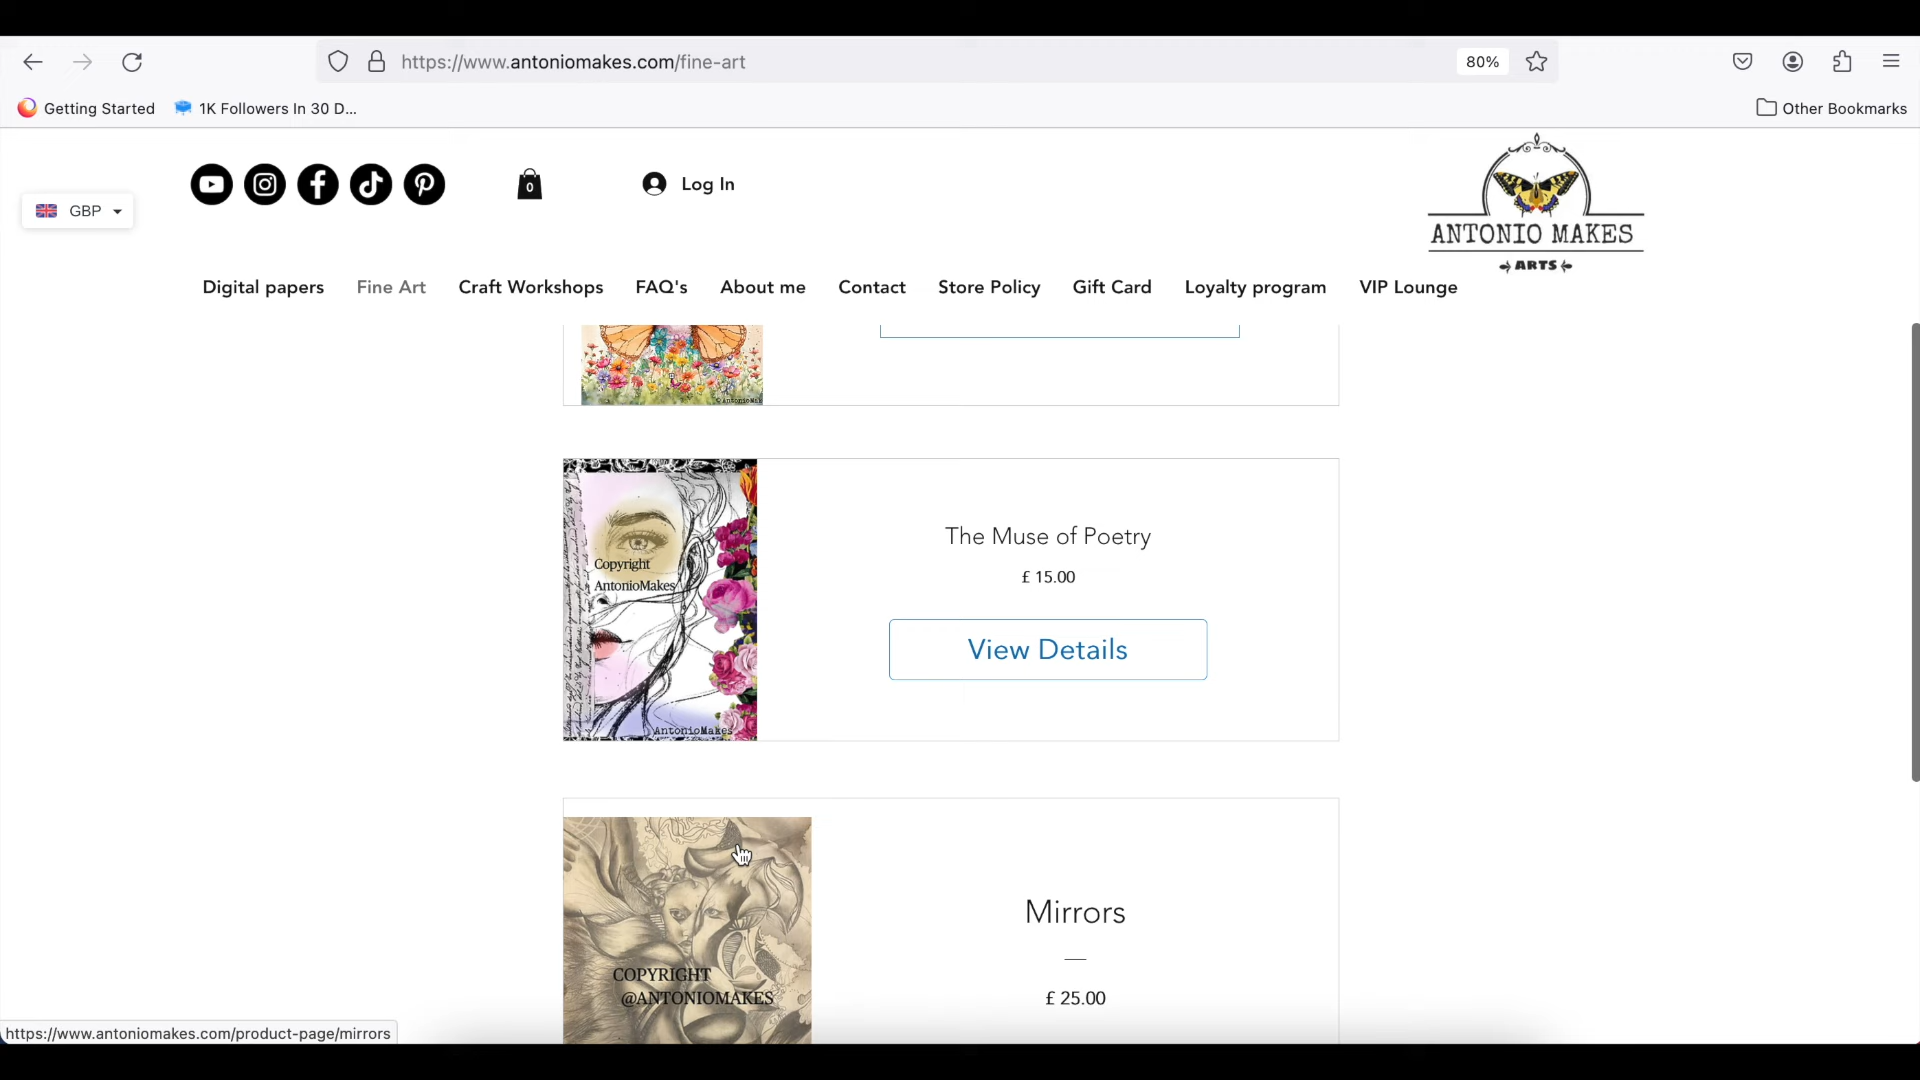 https://www.antoniomakes.com/fine-art
80%
Getting Started
1K Followers In 30 D...
Other Bookmarks
GBP
0
Log In
ANTONIO MAKES
ARTS
Digital papers
Fine Art
Craft Workshops
FAQ's
About me
Contact
Store Policy
Gift Card
Loyalty program
VIP Lounge
Copyright
AntonioMakes
AntonioMakes
The Muse of Poetry
£ 15.00
View Details
COPYRIGHT
@ANTONIOMAKES
Mirrors
£ 25.00
https://www.antoniomakes.com/product-page/mirrors